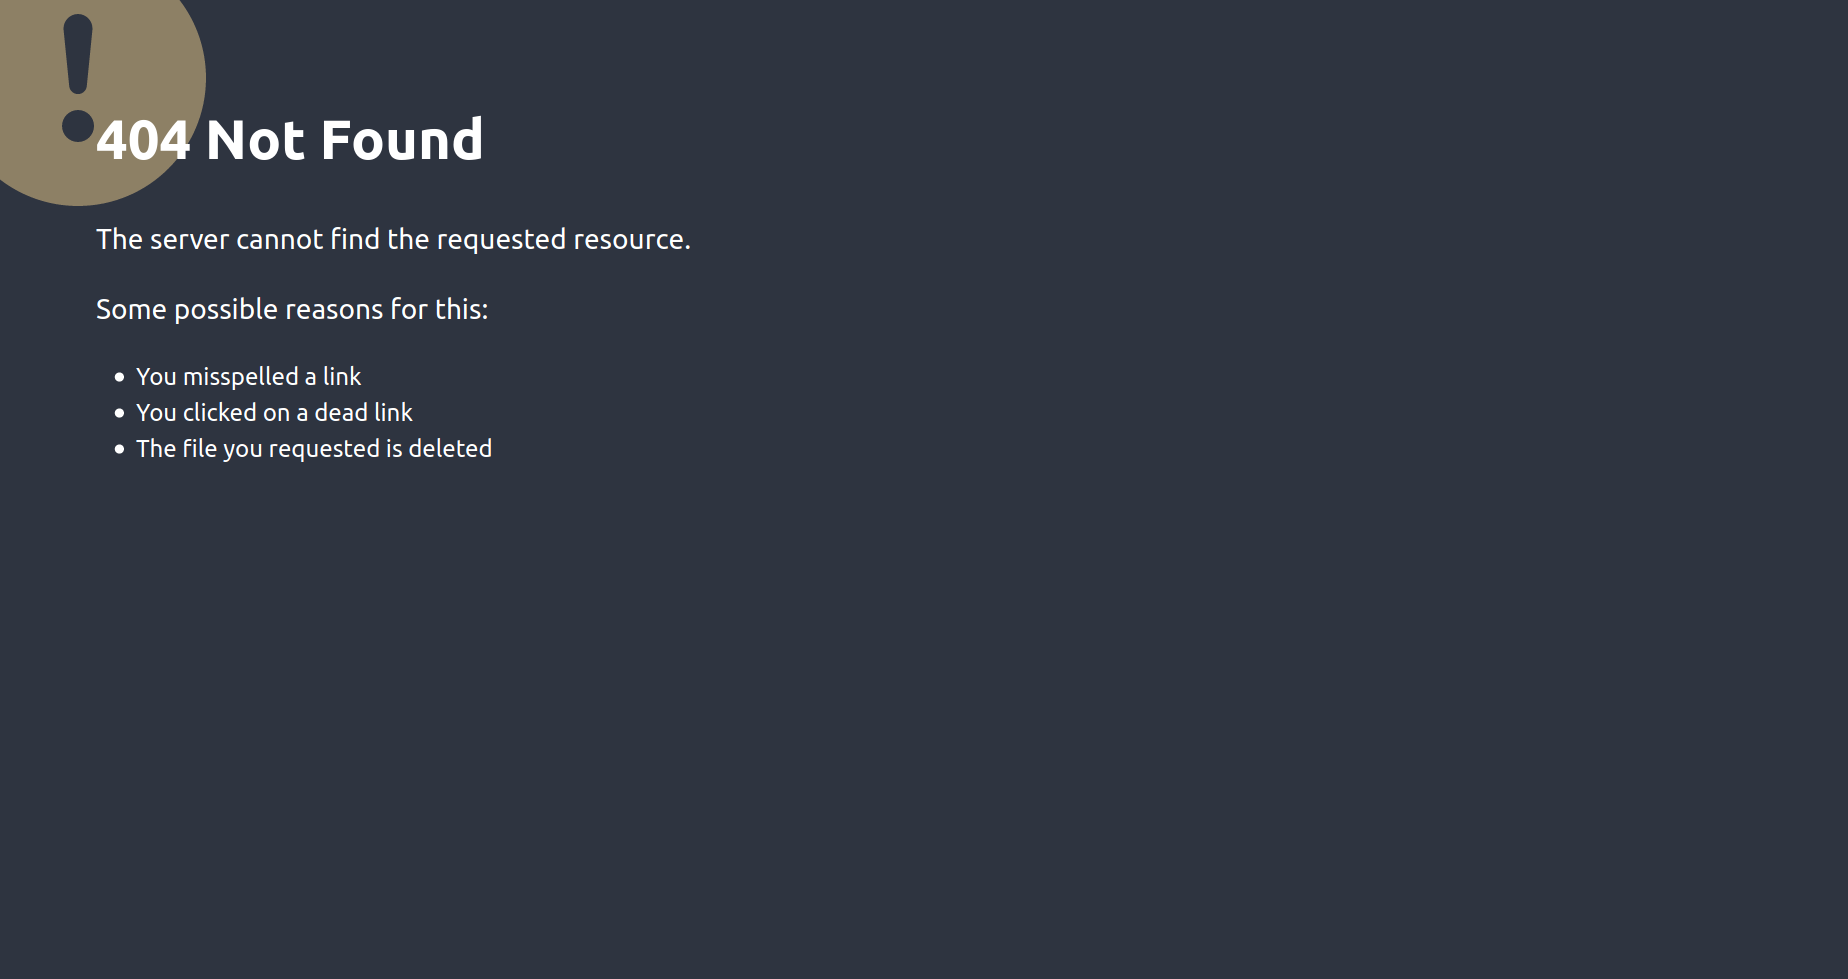 404 Not Found
The server cannot find the requested resource.
Some possible reasons for this:
• You misspelled a link
• You clicked on a dead link
• The file you requested is deleted